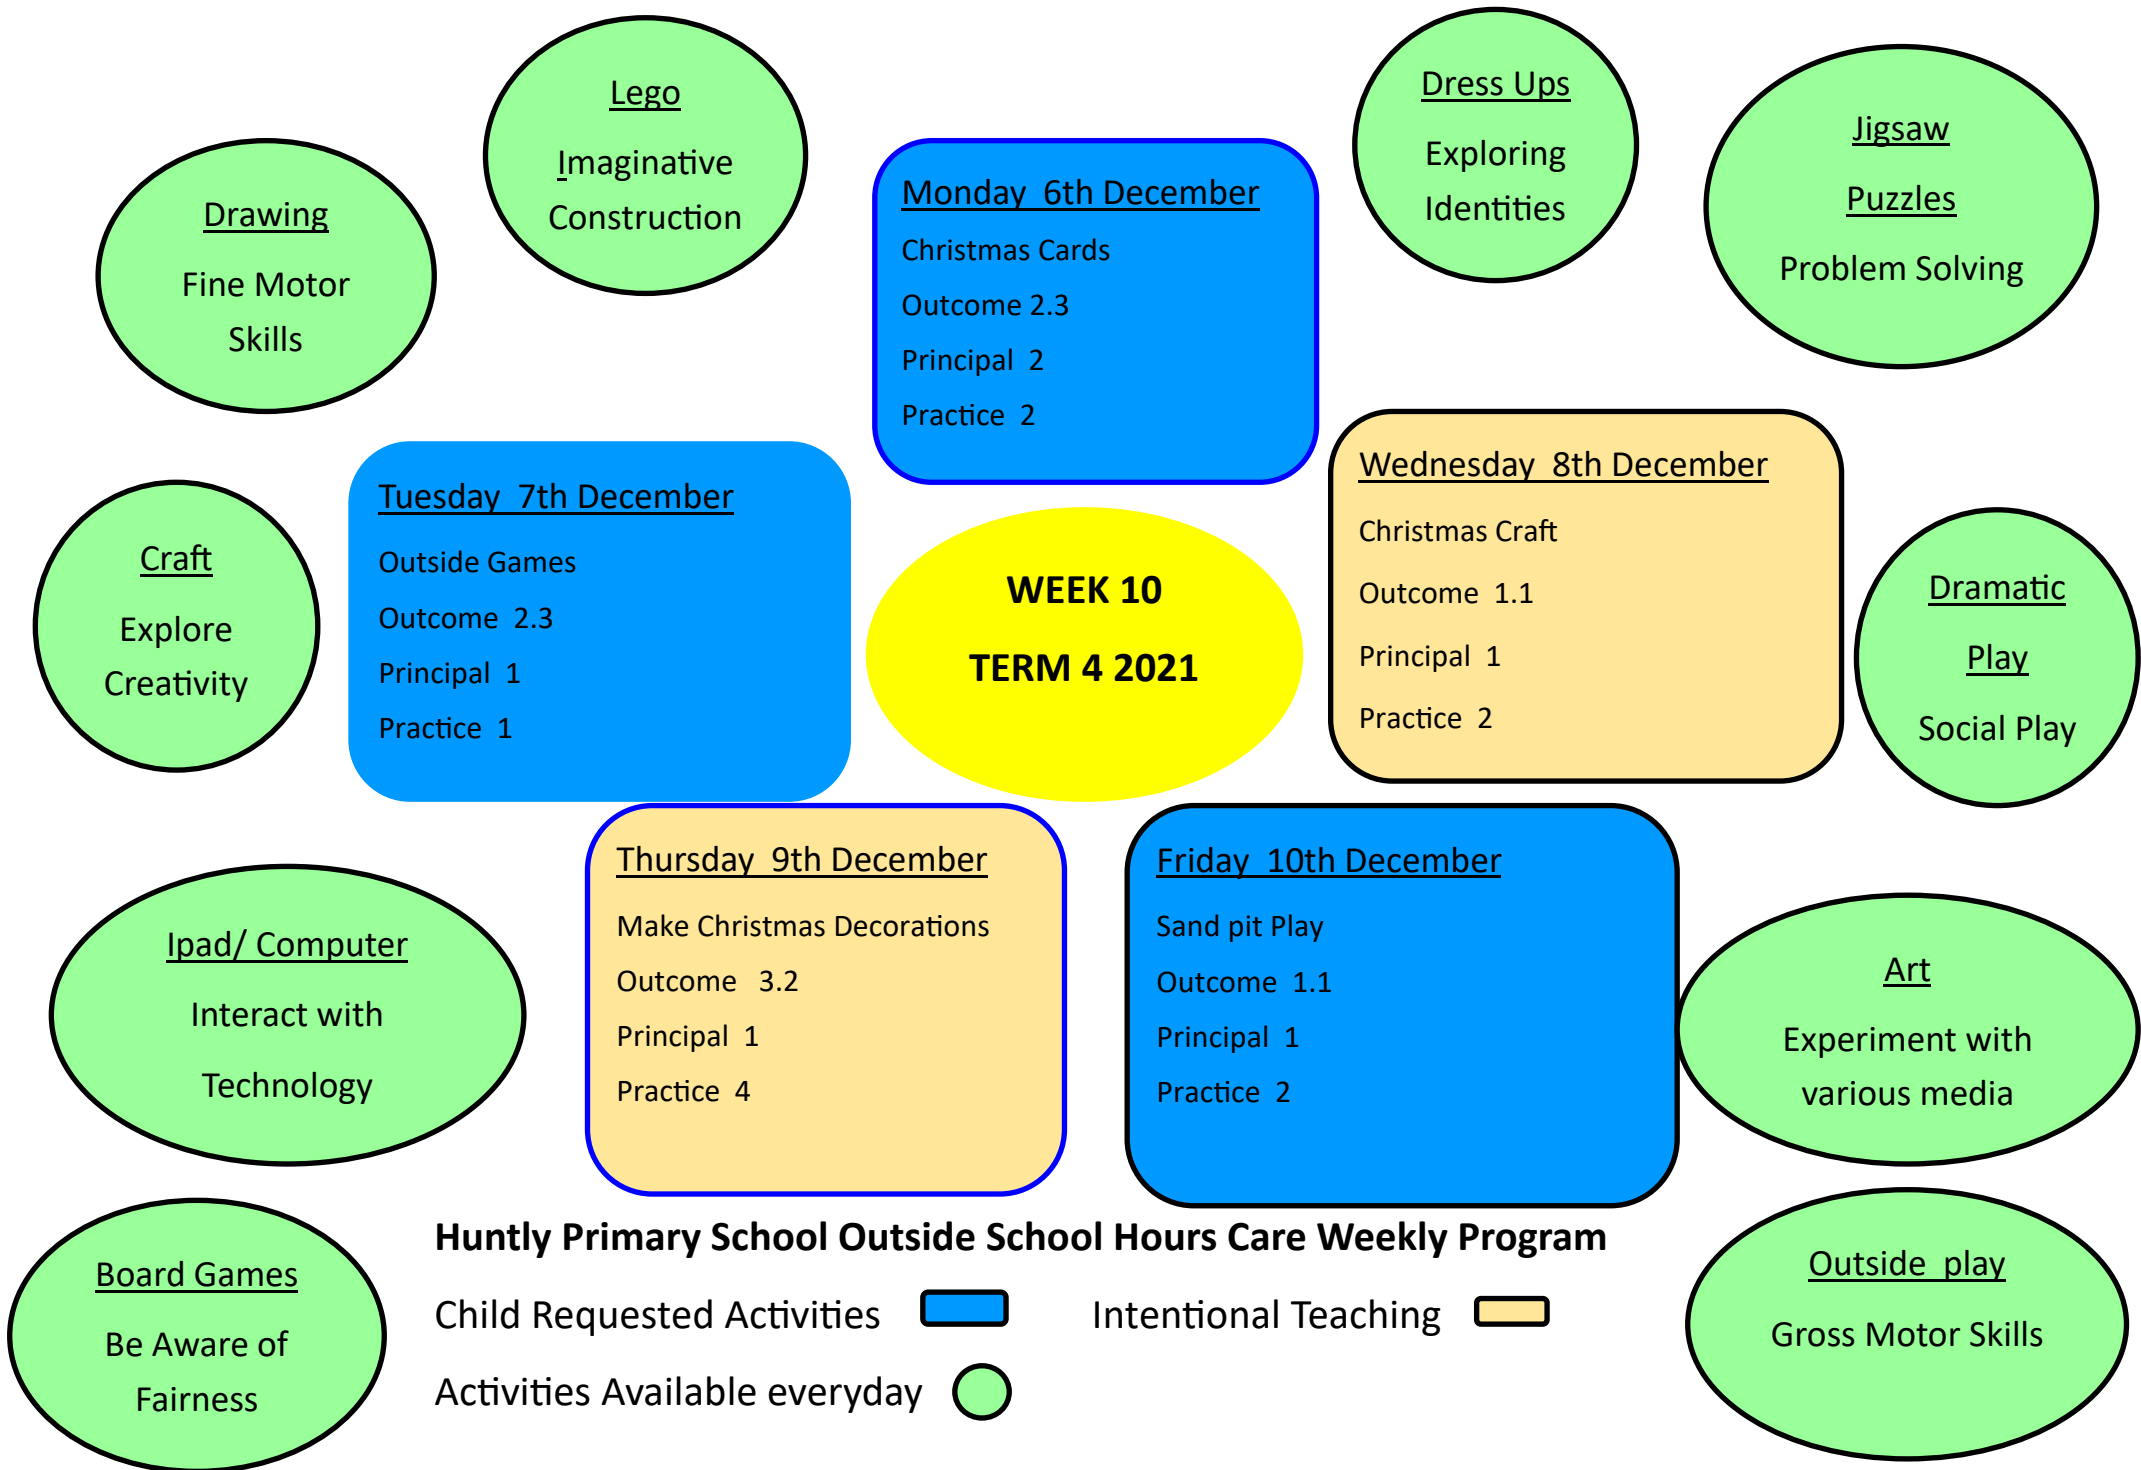 Lego
Imaginative
Construction
Dress Ups
Exploring
Identities
Jigsaw
Puzzles
Problem Solving
Drawing
Fine Motor
Skills
Monday  6th December
Christmas Cards
Outcome 2.3
Principal  2
Practice  2
Tuesday  7th December
Outside Games
Outcome  2.3
Principal  1
Practice  1
WEEK 10
TERM 4 2021
Wednesday  8th December
Christmas Craft
Outcome  1.1
Principal  1
Practice  2
Craft
Explore
Creativity
Dramatic
Play
Social Play
Thursday  9th December
Make Christmas Decorations
Outcome   3.2
Principal  1
Practice  4
Friday  10th December
Sand pit Play
Outcome  1.1
Principal  1
Practice  2
Ipad/ Computer
Interact with
Technology
Art
Experiment with
various media
Board Games
Be Aware of
Fairness
Huntly Primary School Outside School Hours Care Weekly Program
Child Requested Activities
Intentional Teaching
Activities Available everyday
Outside  play
Gross Motor Skills